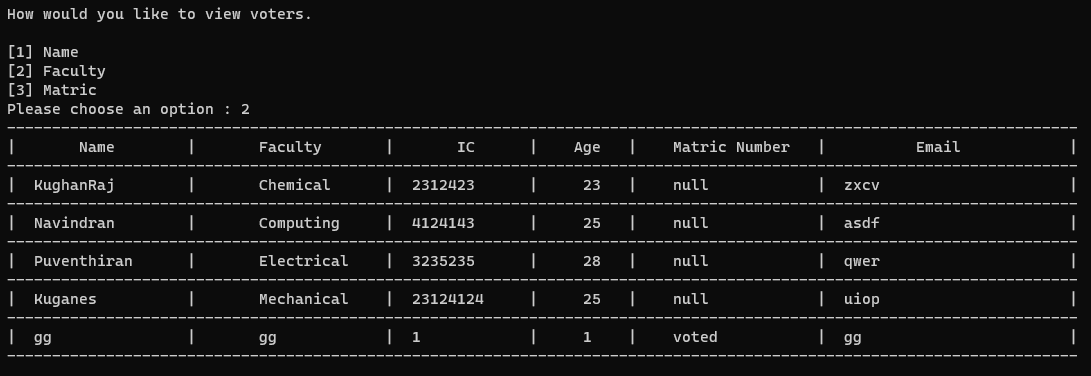 How would you like to view voters.
[1] Name
[2] Faculty
[3] Matric
Please choose an option : 2
| Name | Faculty | IC | Age | Matric Number | Email |
| KughanRaj | Chemical | 2312423 | 23 | null | zxcv |
| Navindran | Computing | 4124143 | 25 | null | asdf |
| Puventhiran | Electrical | 3235235 | 28 | null | qwer |
| Kuganes | Mechanical | 23124124 | 25 | null | uiop |
| gg | gg | 1 | 1 | voted | gg |